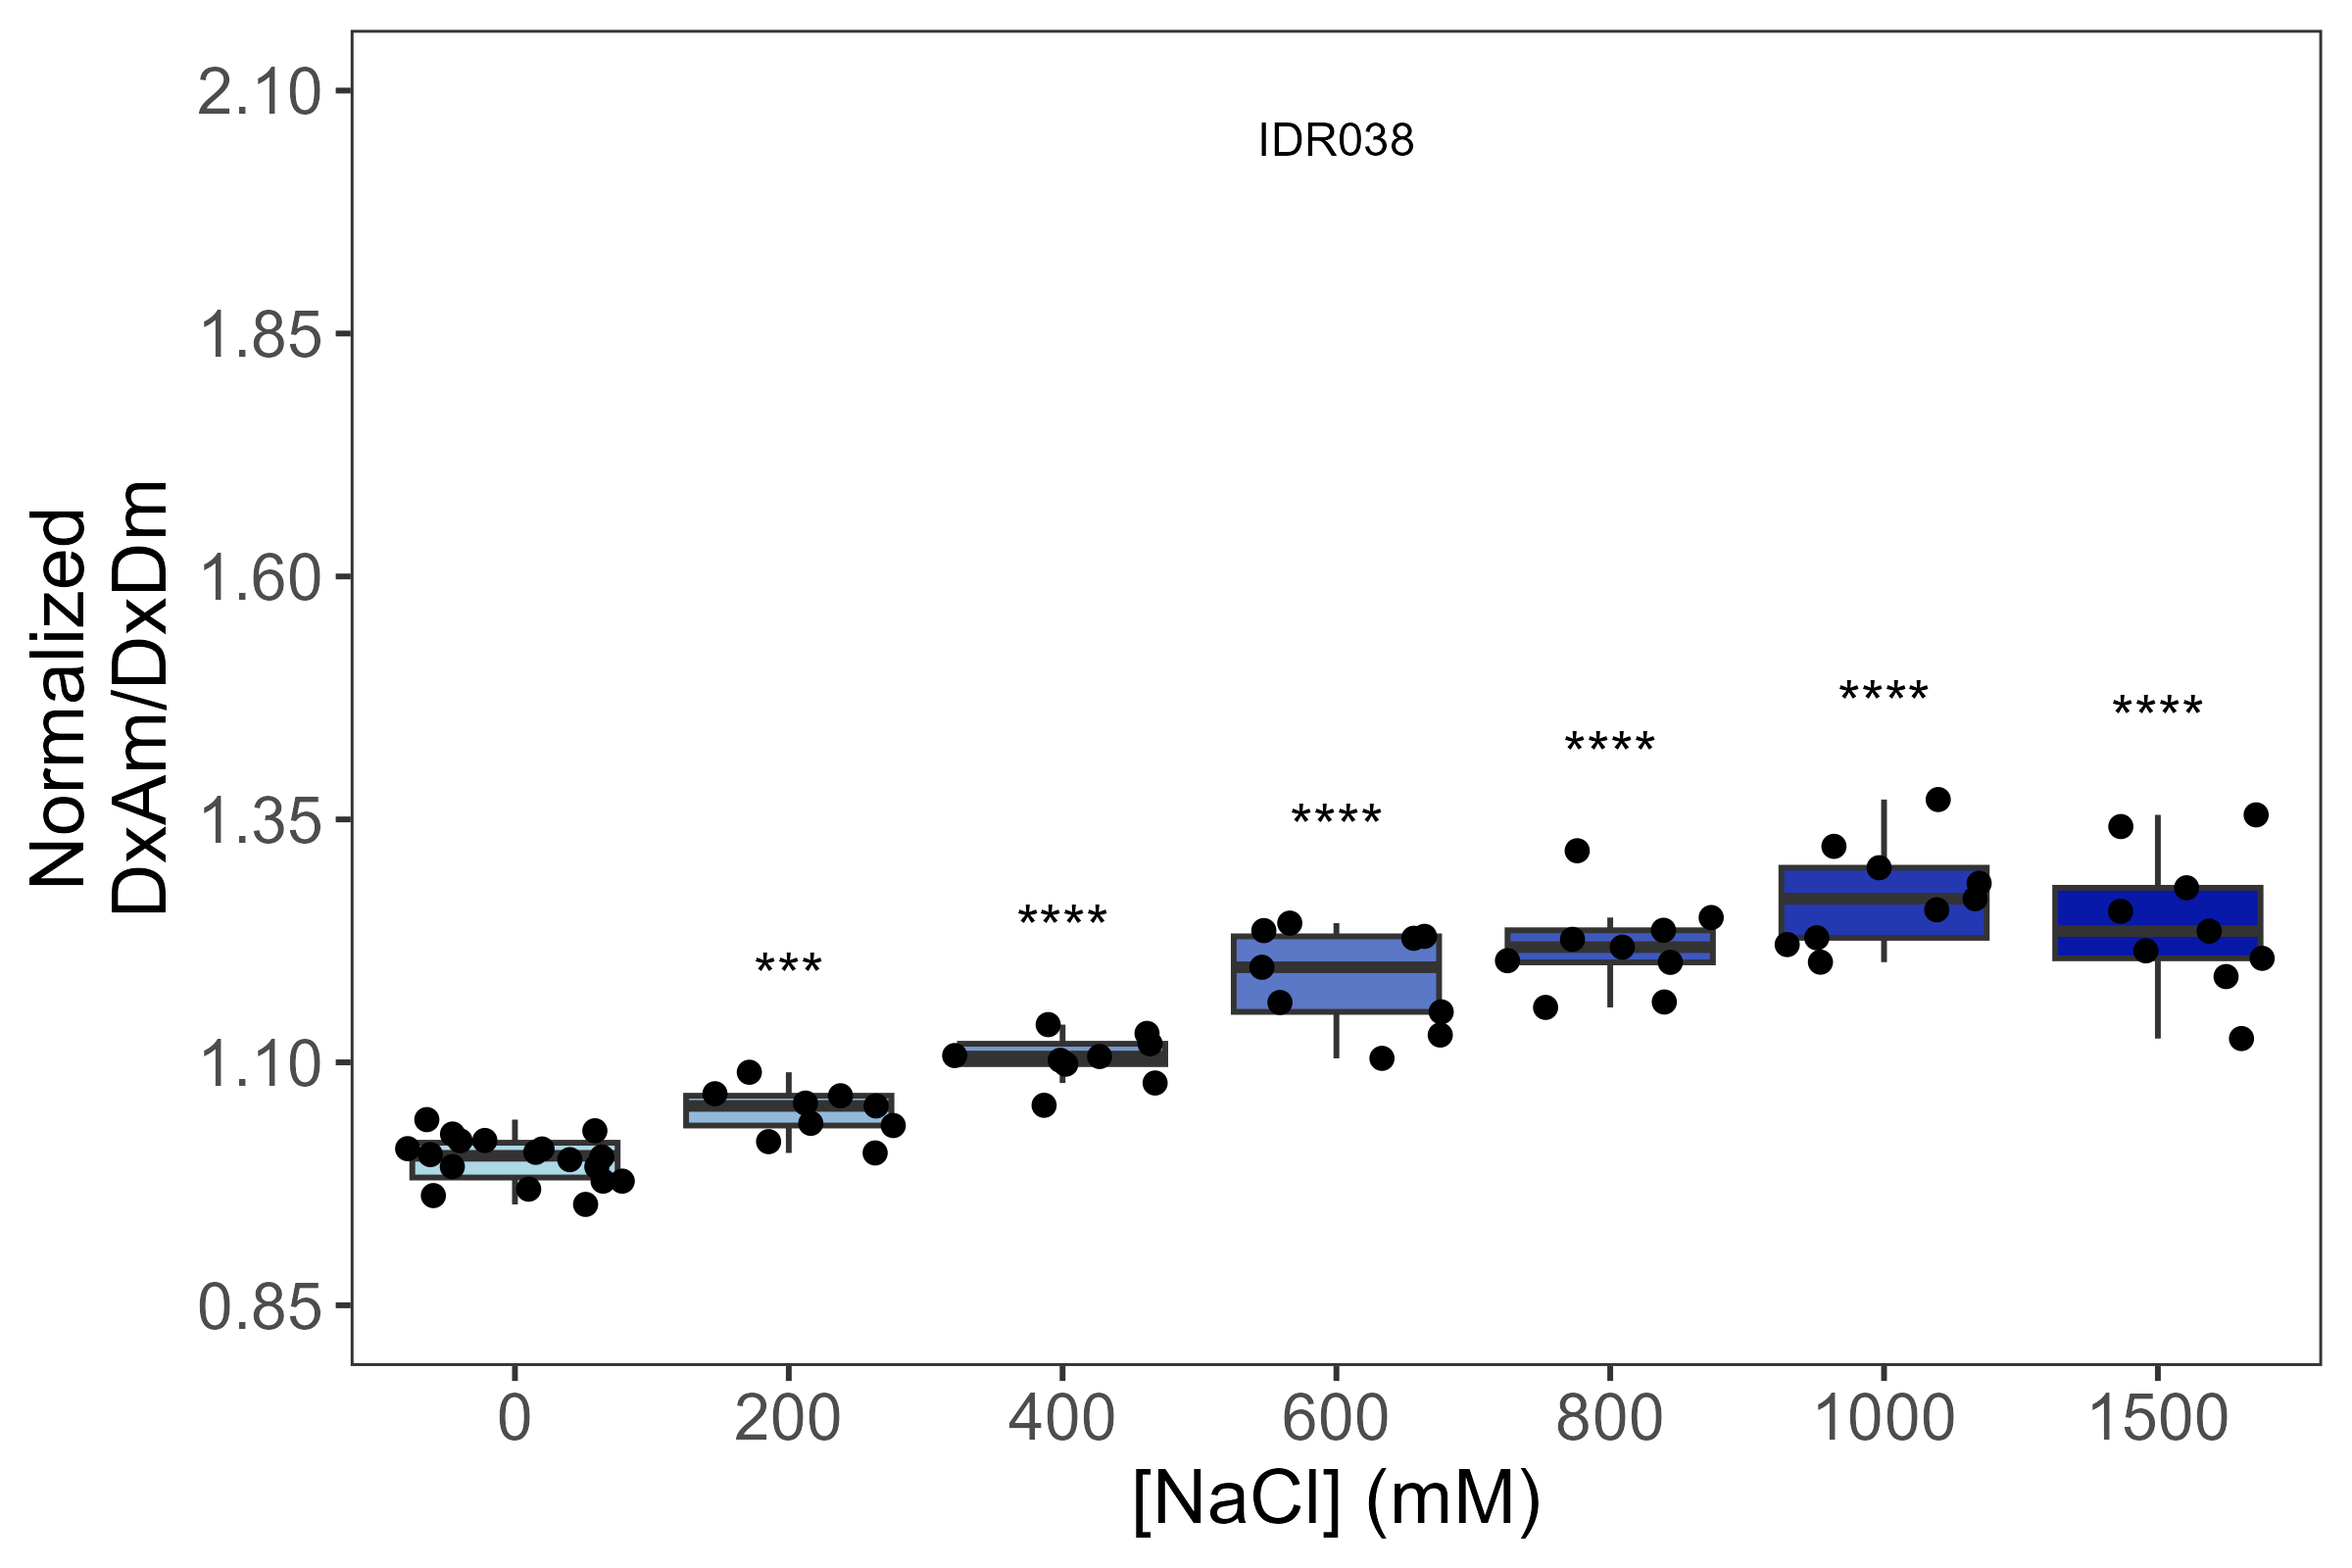 IDR038
2.10
1.85
1.60
1.35
1.10
0.85
Normalized
DxAm/DxDm
***
****
****
****
****
****
0 200 400 600 800 1000 1500
[NaCl] (mM)